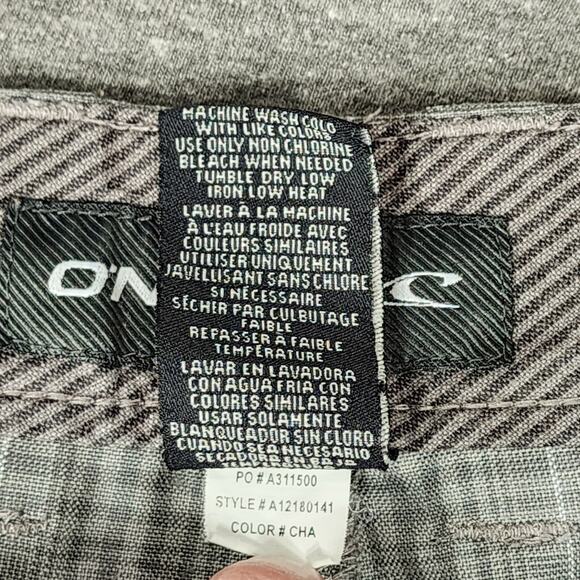 MACHINE WASH COLD
WITH LIKE COLORS
USE ONLY NON CHLORINE
BLEACH WHEN NEEDED
TUMBLE DRY LOW
IRON LOW HEAT
LAVER À LA MACHINE
À L'EAU FROIDE AVEC
COULEURS SIMILAIRES
UTILISER UNIQUEMENT
JAVELLISANT SANS CHLORE
SI NÉCESSAIRE
SÉCHER PAR CULBUTAGE
FAIBLE
REPASSER À FAIBLE
TEMPÉRATURE
LAVAR EN LAVADORA
CON AGUA FRIA CON
COLORES SIMILARES
USAR SOLAMENTE
BLANQUEADOR SIN CLORO
CUANDO SEA NECESARIO
SECADORA EN BAJA
O'N
PO # A311500
STYLE # A12180141
COLOR # CHA